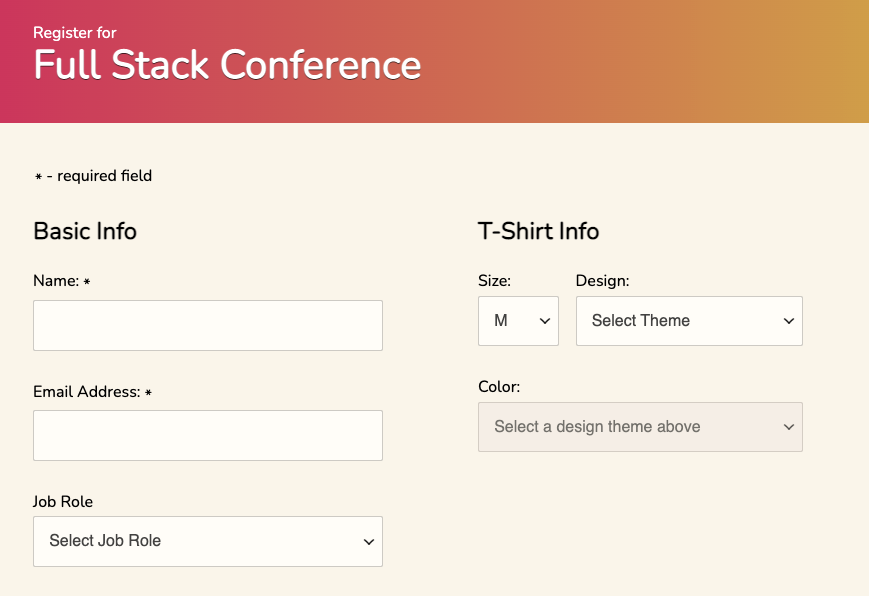 Register for
Full Stack Conference
* - required field
Basic Info
Name: *
Email Address: *
Job Role
Select Job Role
T-Shirt Info
Size:
M
Design:
Select Theme
Color:
Select a design theme above